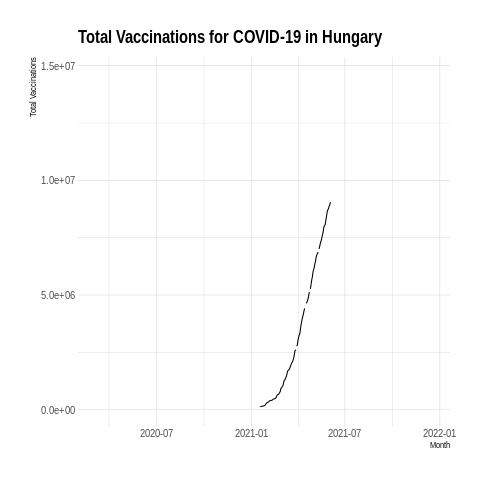 Total Vaccinations for COVID-19 in Hungary
Total Vaccinations
1.5e+07
1.0e+07
5.0e+06
0.0e+00
2020-07 2021-01 2021-07 2022-01
Month